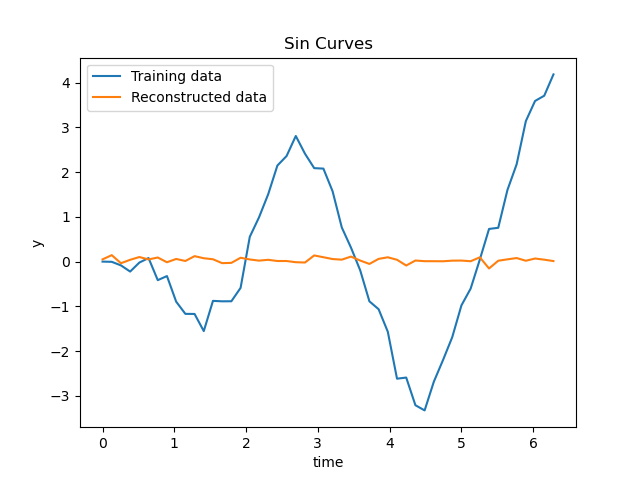 Sin Curves
Training data
Reconstructed data
4
3
2
1
0
−1
−2
−3
y
0 1 2 3 4 5 6
time